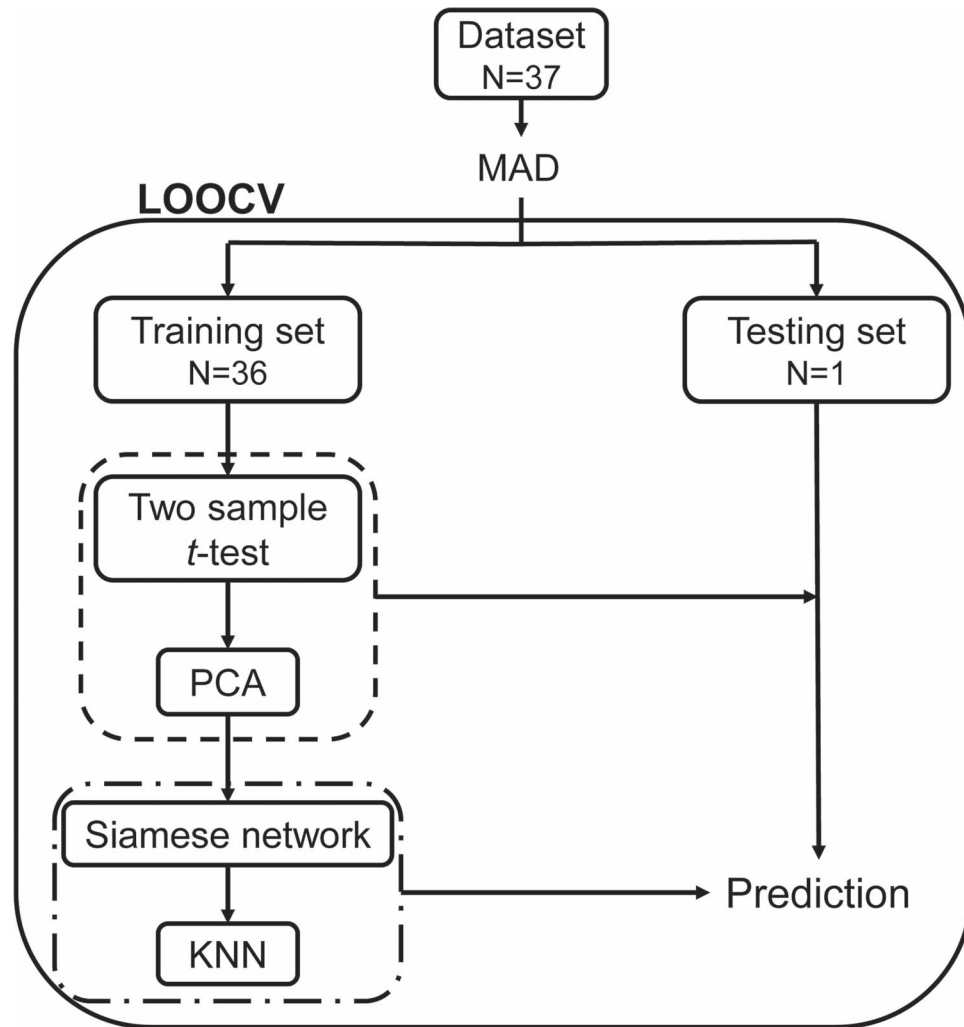 Dataset
N=37
MAD
LOOCV
Training set
N=36
Testing set
N=1
Two sample
t-test
PCA
Siamese network
KNN
Prediction